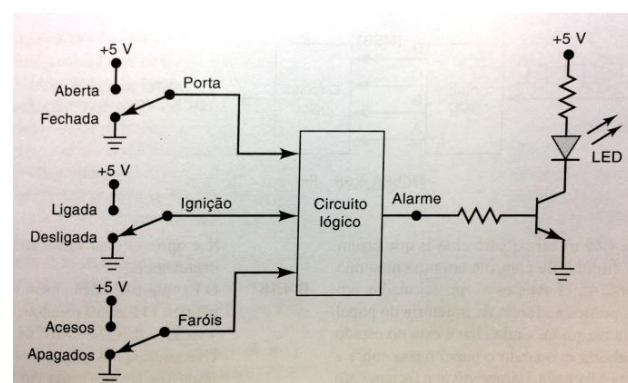 +5 V
Aberta
Porta
Fechada
+5 V
Ligada
Ignição
Desligada
+5 V
Acesos
Faróis
Apagados
Circuito
lógico
Alarme
+5 V
LED